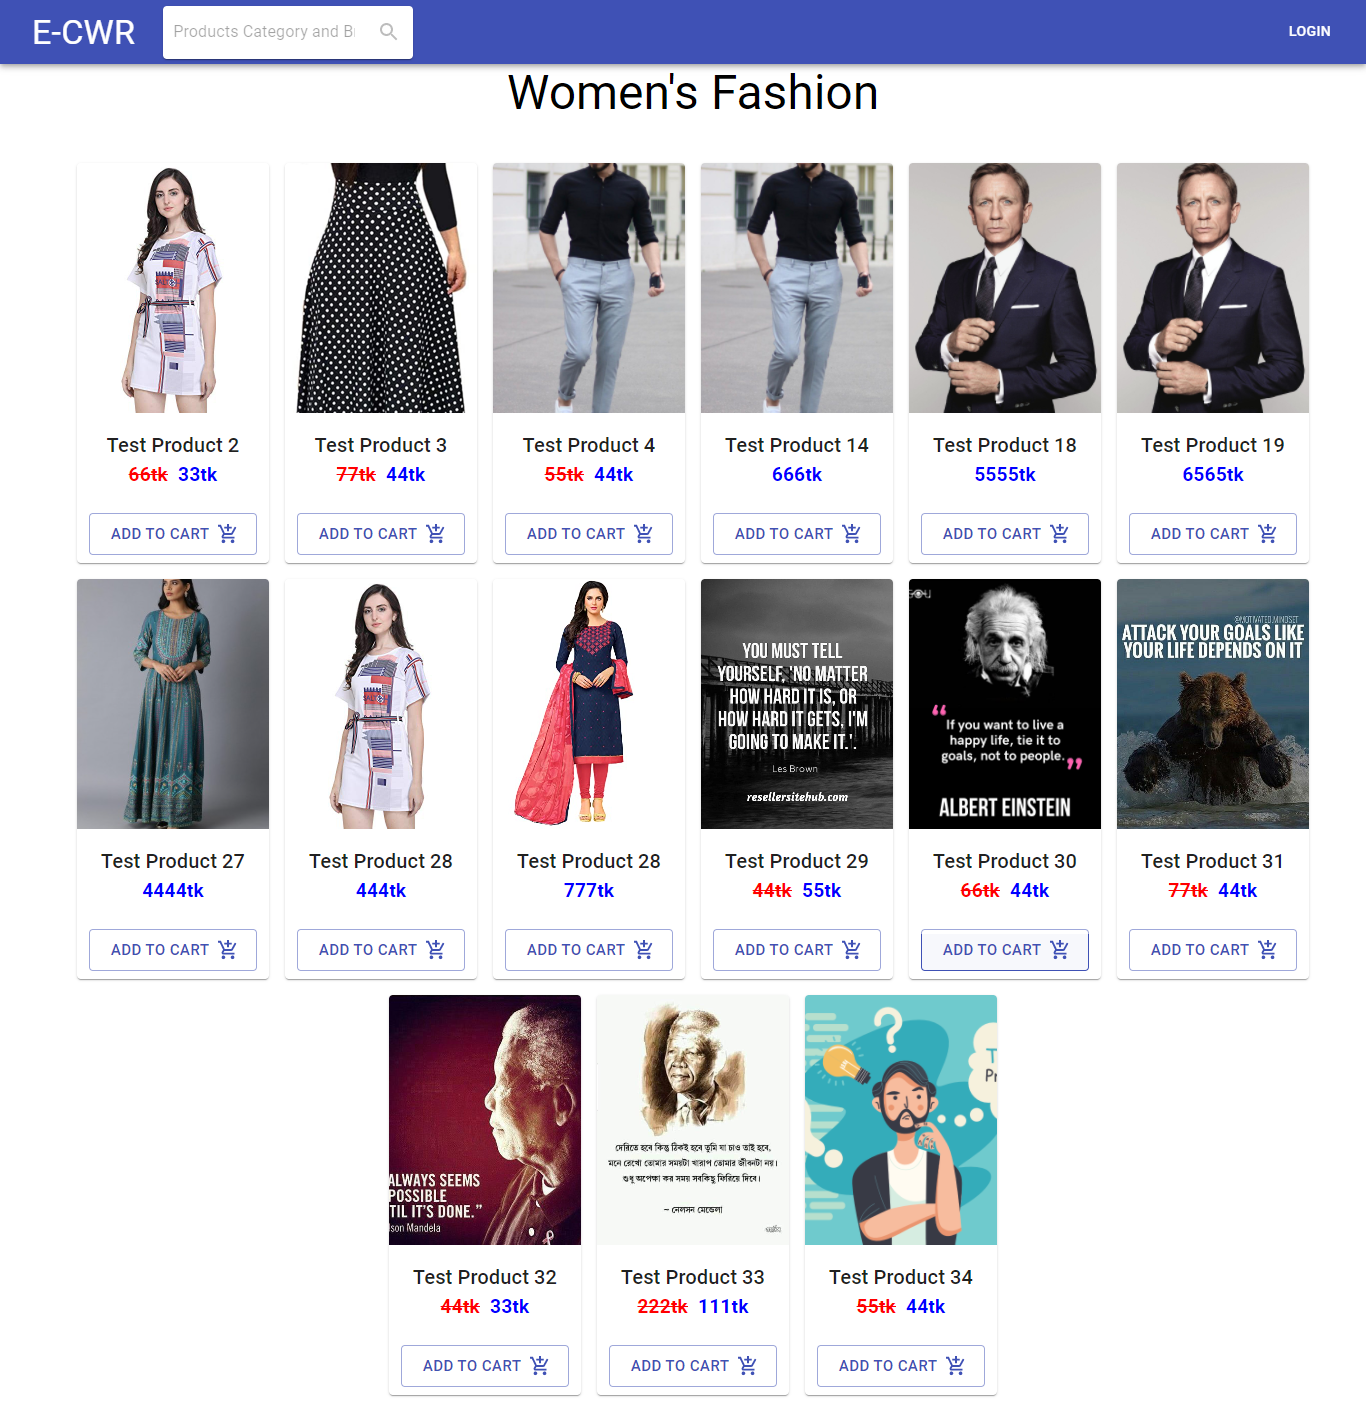 E-CWR
Products Category and B
LOGIN
Women's Fashion
SALT
Test Product 2
66tk 33tk
ADD TO CART
Test Product 3
77tk 44tk
ADD TO CART
Test Product 4
55tk 44tk
ADD TO CART
Test Product 14
666tk
ADD TO CART
Test Product 18
5555tk
ADD TO CART
Test Product 19
6565tk
ADD TO CART
Test Product 27
4444tk
ADD TO CART
SALT
Test Product 28
444tk
ADD TO CART
Test Product 28
777tk
ADD TO CART
YOU MUST TELL
YOURSELF, 'NO MATTER
HOW HARD IT IS, OR
HOW HARD IT GETS, I'M
GOING TO MAKE IT.'.
Les Brown
resellersitehub.com
Test Product 29
44tk 55tk
ADD TO CART
“If you want to live a
happy life, tie it to
goals, not to people.”
ALBERT EINSTEIN
Test Product 30
66tk 44tk
ADD TO CART
@MOTIVATED.MINDSET
ATTACK YOUR GOALS LIKE
YOUR LIFE DEPENDS ON IT
Test Product 31
77tk 44tk
ADD TO CART
ALWAYS SEEMS
POSSIBLE
TIL IT'S DONE.”
lson Mandela
Test Product 32
44tk 33tk
ADD TO CART
দেরিতে হবে কিন্তু ঠিকই হবে তুমি যা চাও তাই হবে,
মনে রেখো তোমার সময়টা খারাপ তোমার জীবনটা নয়।
শুধু অপেক্ষা কর সময় সবকিছু ফিরিয়ে দিবে।
– নেলসন মেন্ডেলা
Test Product 33
222tk 111tk
ADD TO CART
?
T
Pr
Test Product 34
55tk 44tk
ADD TO CART